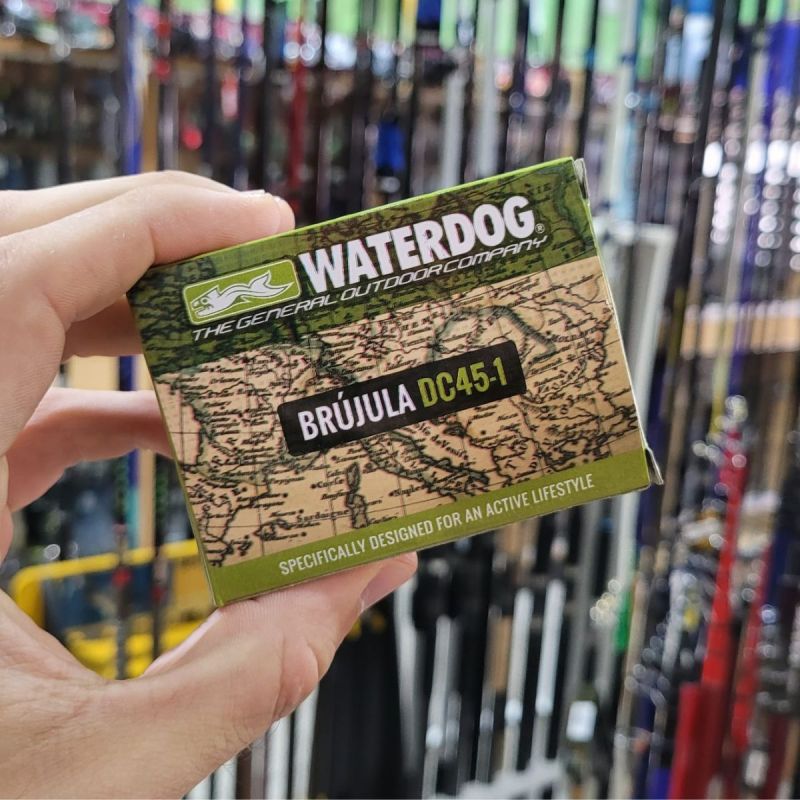 WATERDOG®
THE GENERAL OUTDOOR COMPANY
BRÚJULA DC45-1
SPECIFICALLY DESIGNED FOR AN ACTIVE LIFESTYLE